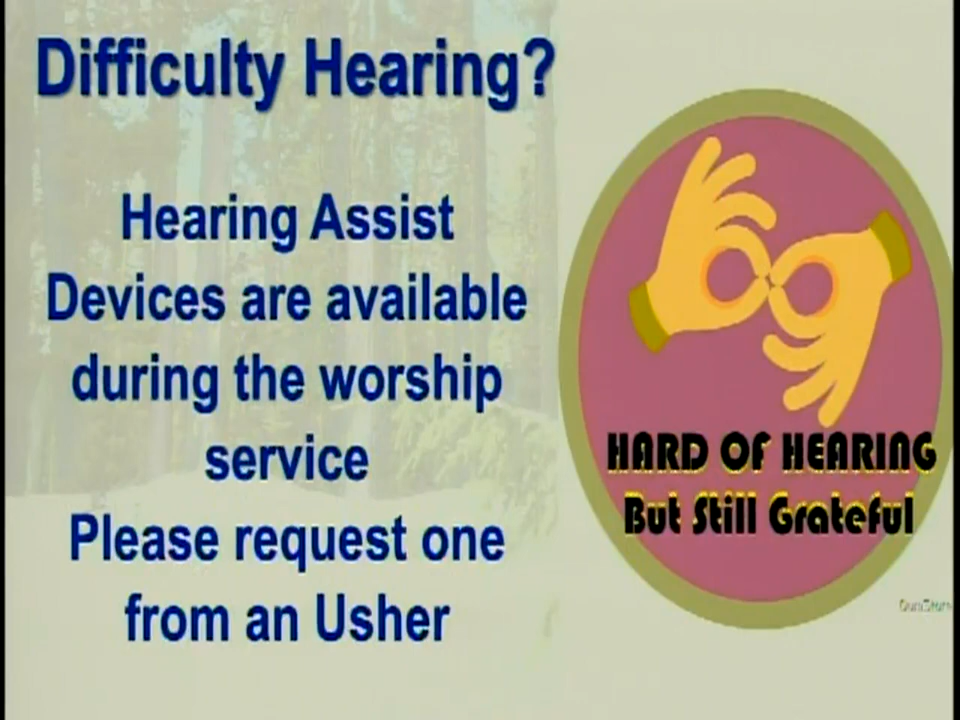 Difficulty Hearing?
Hearing Assist
Devices are available
during the worship
service
Please request one
from an Usher
HARD OF HEARING
But Still Grateful